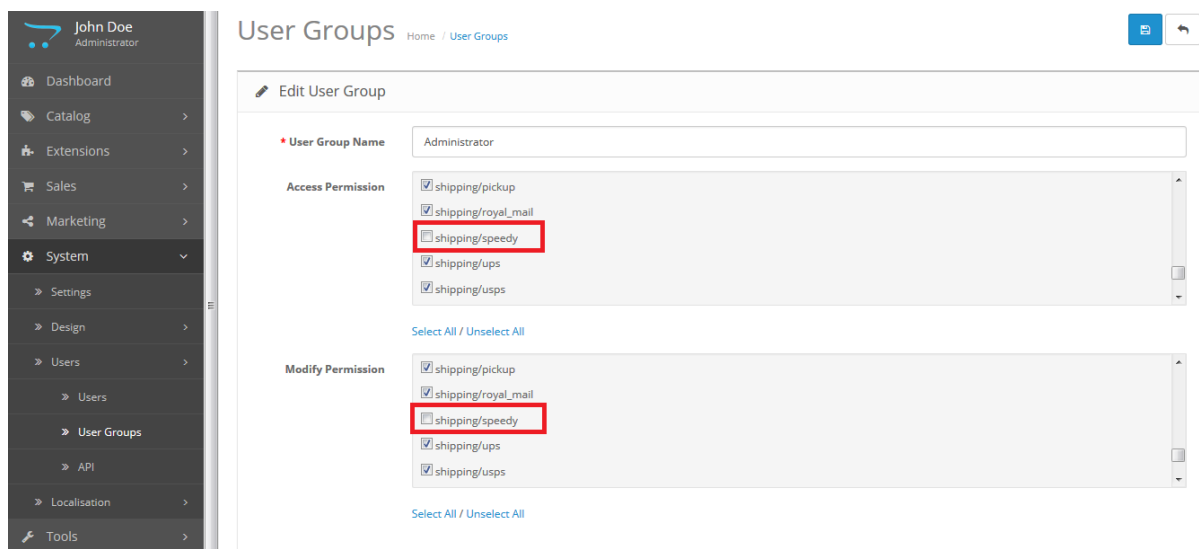 John Doe
Administrator
Dashboard
Catalog
Extensions
Sales
Marketing
System
Settings
Design
Users
Users
User Groups
API
Localisation
Tools
User Groups Home / User Groups
Edit User Group
* User Group Name Administrator
Access Permission
shipping/pickup
shipping/royal_mail
shipping/speedy
shipping/ups
shipping/usps
Select All / Unselect All
Modify Permission
shipping/pickup
shipping/royal_mail
shipping/speedy
shipping/ups
shipping/usps
Select All / Unselect All